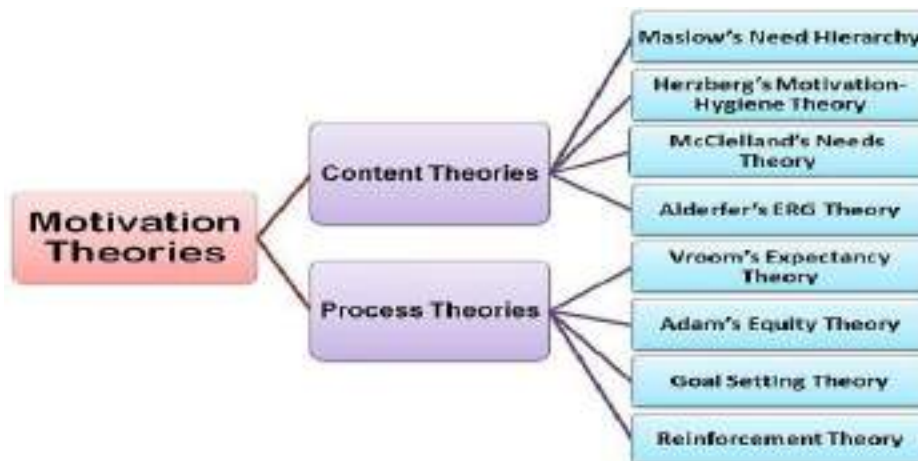 Motivation
Theories
Content Theories
Maslow's Need Hierarchy
Herzberg's Motivation-
Hygiene Theory
McClelland's Needs
Theory
Alderfer's ERG Theory
Process Theories
Vroom's Expectancy
Theory
Adam's Equity Theory
Goal Setting Theory
Reinforcement Theory